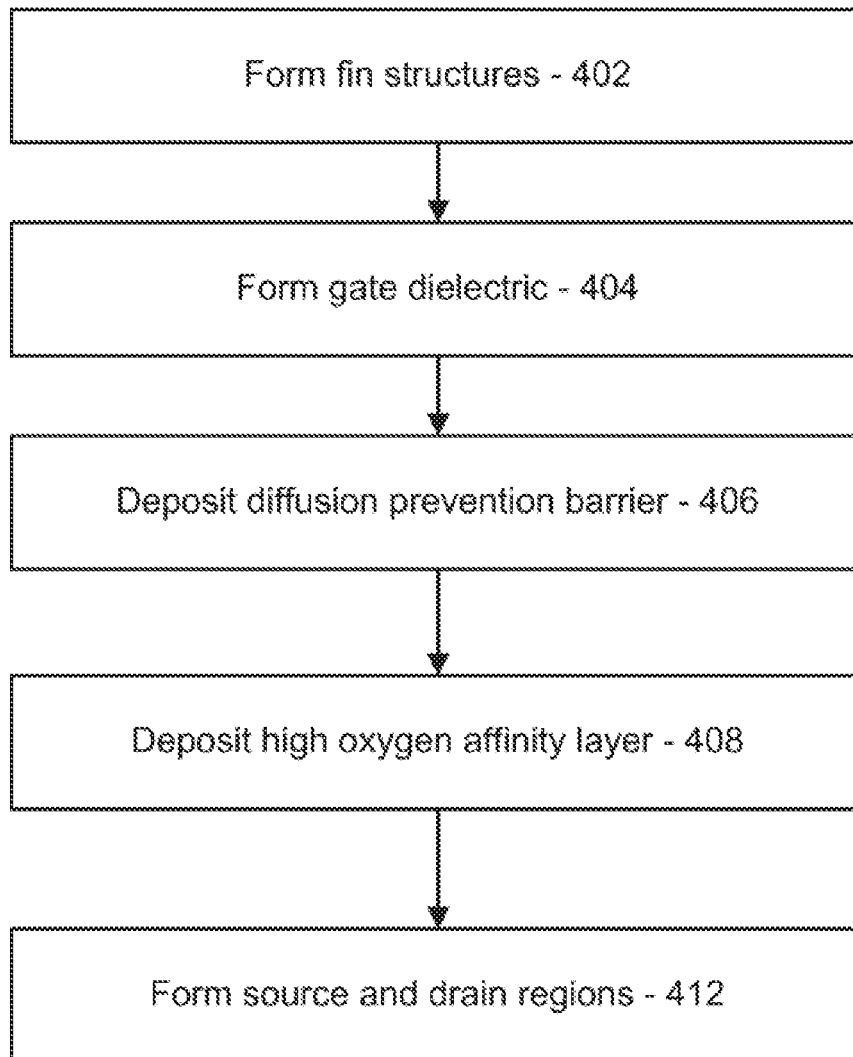 Form fin structures - 402
Form gate dielectric - 404
Deposit diffusion prevention barrier - 406
Deposit high oxygen affinity layer - 408
Form source and drain regions - 412